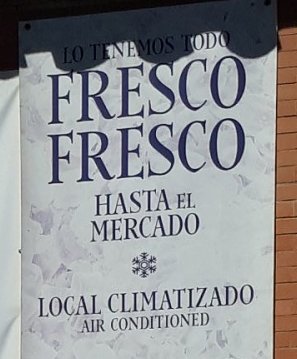 LO TENEMOS TODO
FRESCO
FRESCO
HASTA EL
MERCADO
LOCAL CLIMATIZADO
AIR CONDITIONED